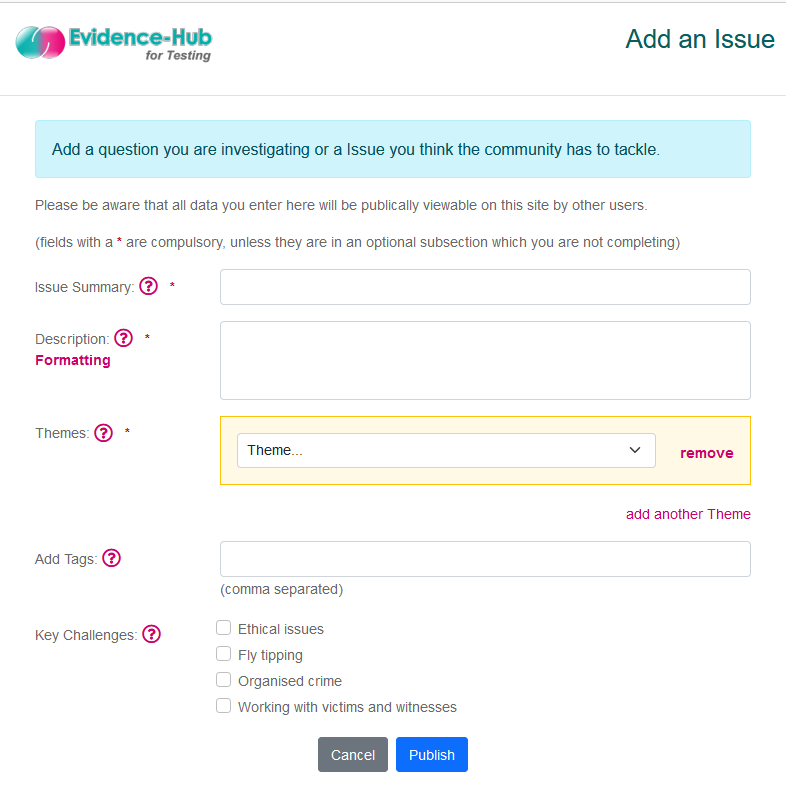 Evidence-Hub
for Testing
Add an Issue
Add a question you are investigating or a Issue you think the community has to tackle.
Please be aware that all data you enter here will be publically viewable on this site by other users.
(fields with a * are compulsory, unless they are in an optional subsection which you are not completing)
Issue Summary: ? *
Description: ? *
Formatting
Themes: ? *
Theme...
remove
add another Theme
Add Tags: ?
(comma separated)
Key Challenges: ?
Ethical issues
Fly tipping
Organised crime
Working with victims and witnesses
Cancel
Publish